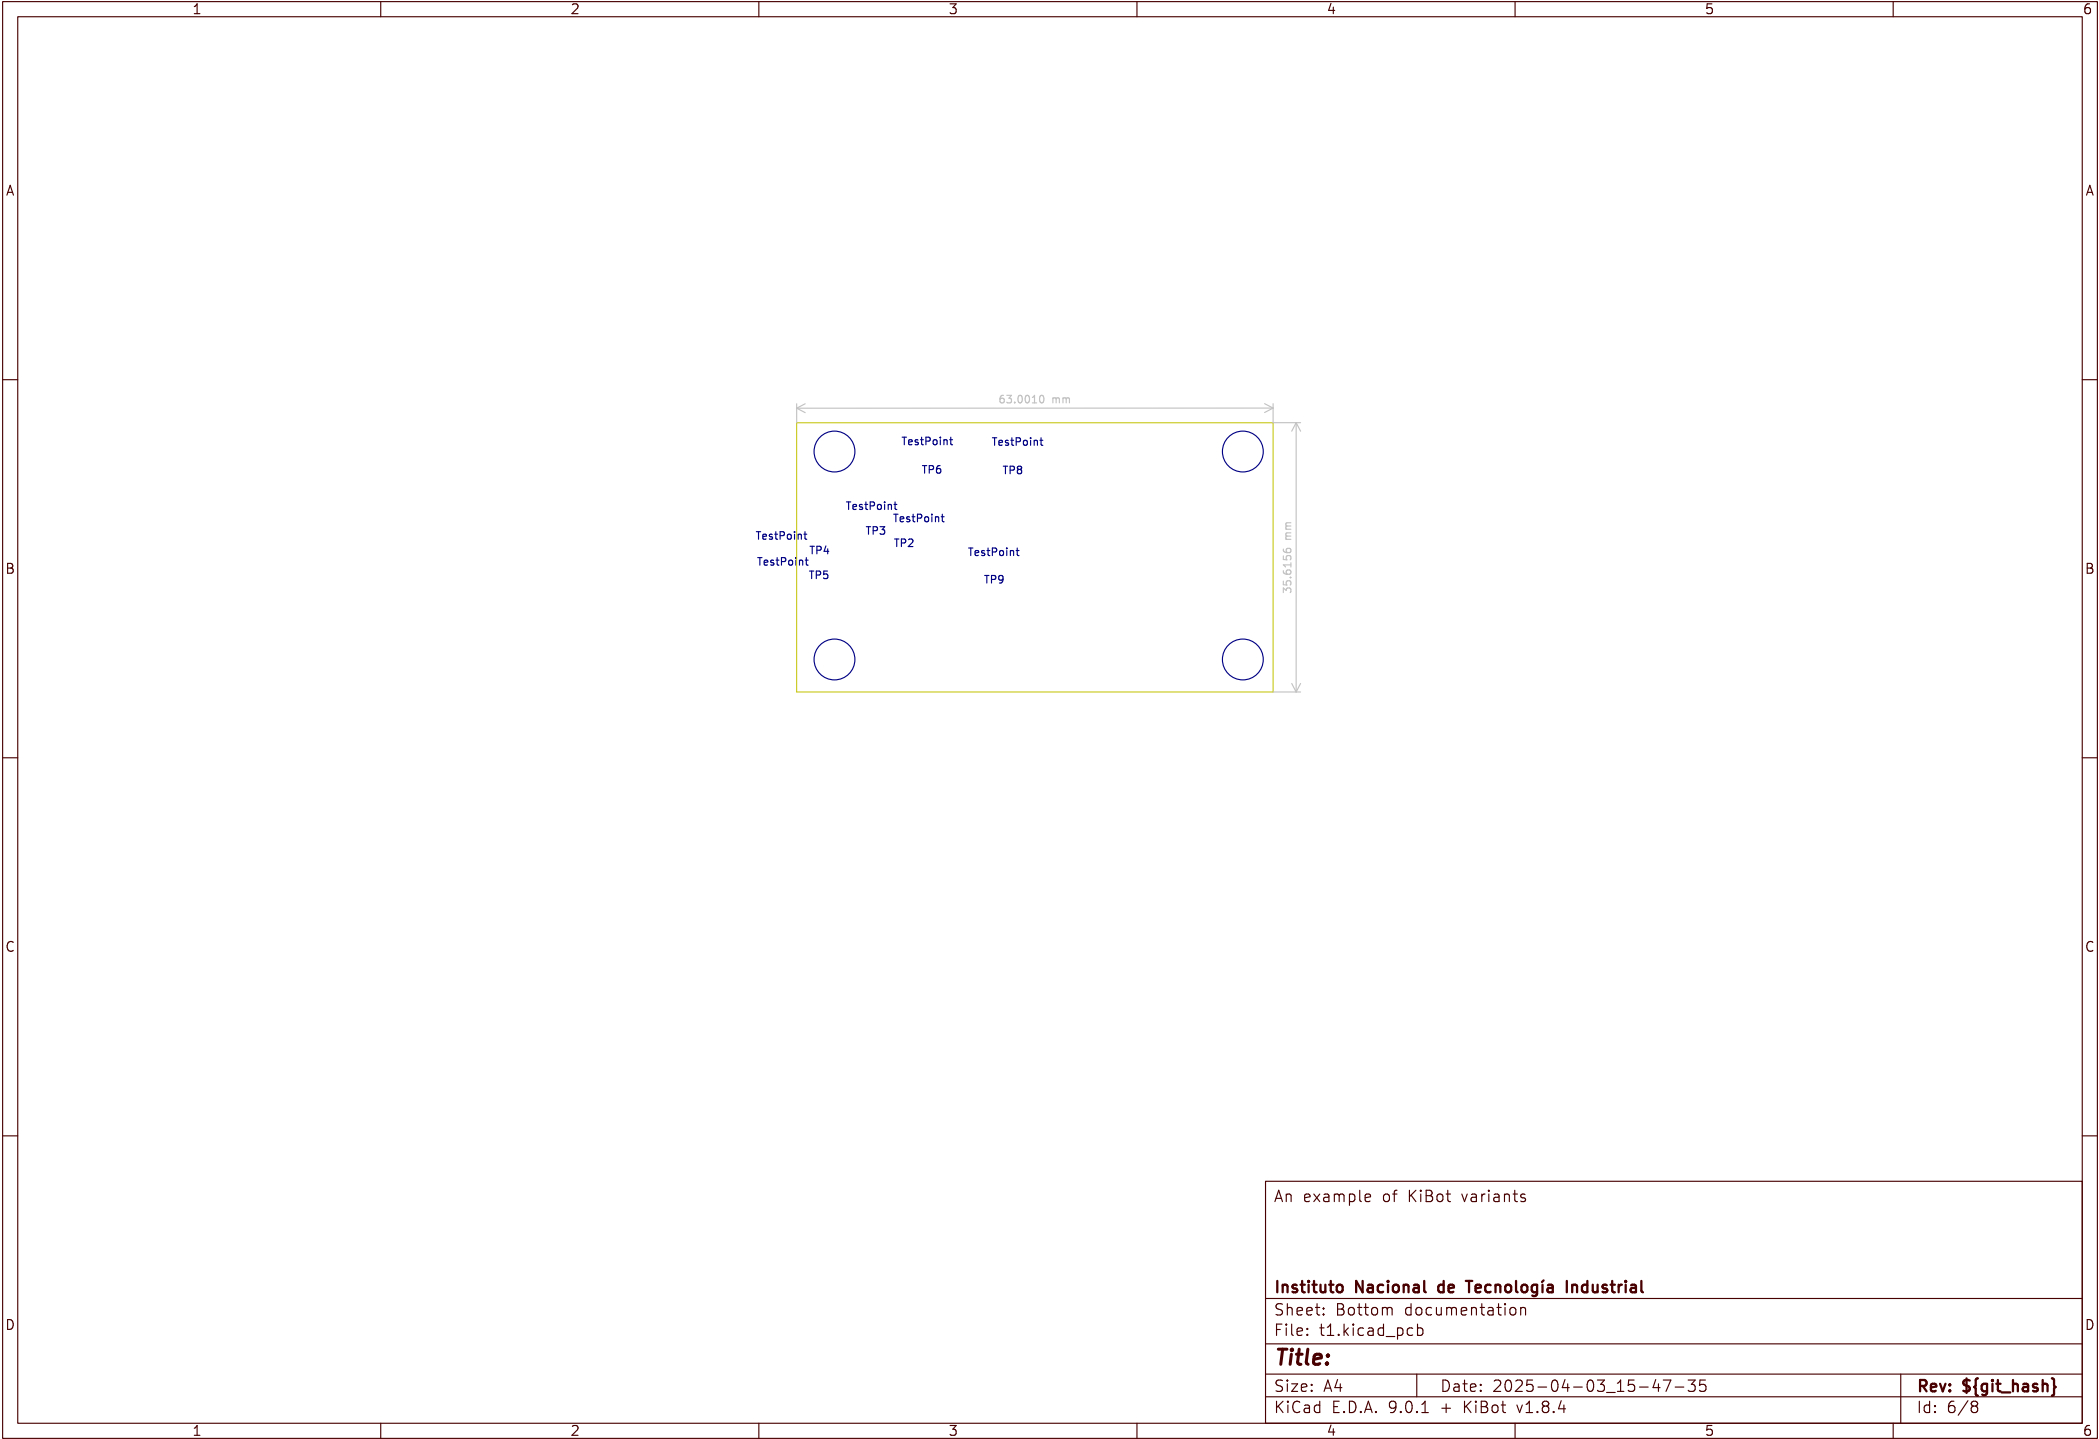 1 2 3 4 5 6
A A
63.0010 mm
TestPoint TestPoint
TP6 TP8
TestPoint
TestPoint
TP3
TestPoint
TP2
TP4
TestPoint
TestPoint
35.6156 mm
B B
TP5
TP9
C C
An example of KiBot variants
Instituto Nacional de Tecnología Industrial
Sheet: Bottom documentation
D D
File: t1.kicad_pcb
Title:
Size: A4 Date: 2025-04-03_15-47-35 Rev: ${git_hash}
KiCad E.D.A. 9.0.1 + KiBot v1.8.4 Id: 6/8
1 2 3 4 5 6